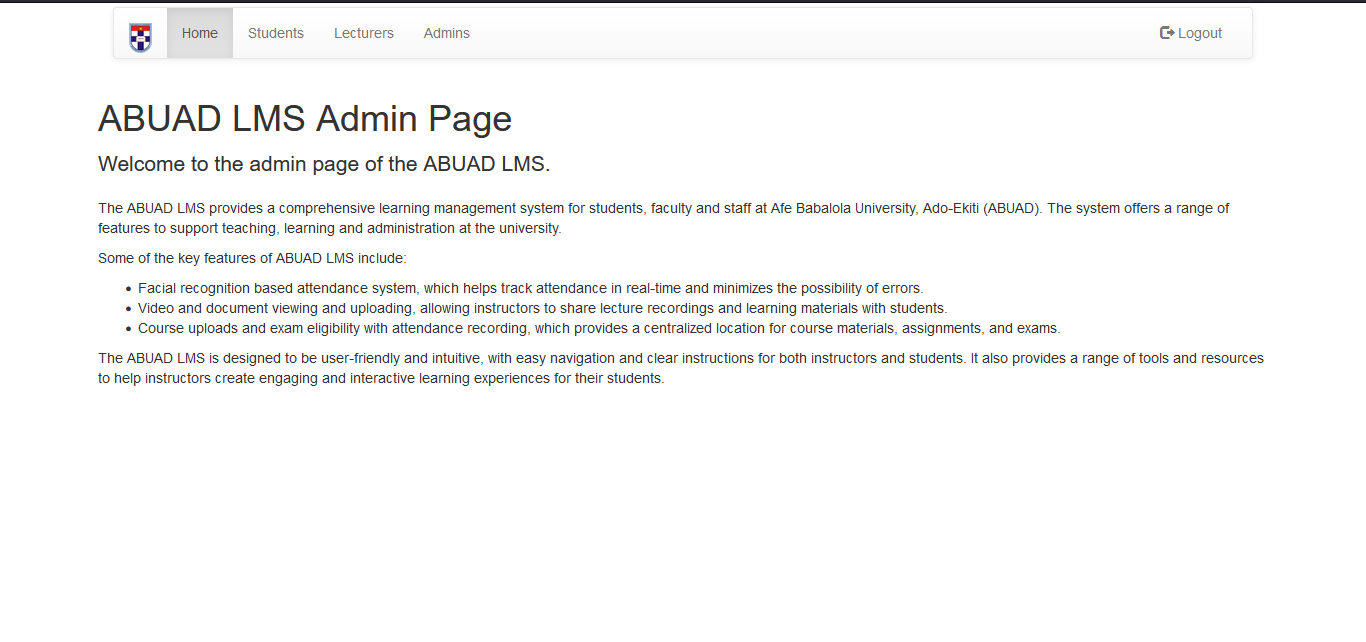 Home Students Lecturers Admins Logout
ABUAD LMS Admin Page
Welcome to the admin page of the ABUAD LMS.
The ABUAD LMS provides a comprehensive learning management system for students, faculty and staff at Afe Babalola University, Ado-Ekiti (ABUAD). The system offers a range of
features to support teaching, learning and administration at the university.
Some of the key features of ABUAD LMS include:
• Facial recognition based attendance system, which helps track attendance in real-time and minimizes the possibility of errors.
• Video and document viewing and uploading, allowing instructors to share lecture recordings and learning materials with students.
• Course uploads and exam eligibility with attendance recording, which provides a centralized location for course materials, assignments, and exams.
The ABUAD LMS is designed to be user-friendly and intuitive, with easy navigation and clear instructions for both instructors and students. It also provides a range of tools and resources
to help instructors create engaging and interactive learning experiences for their students.